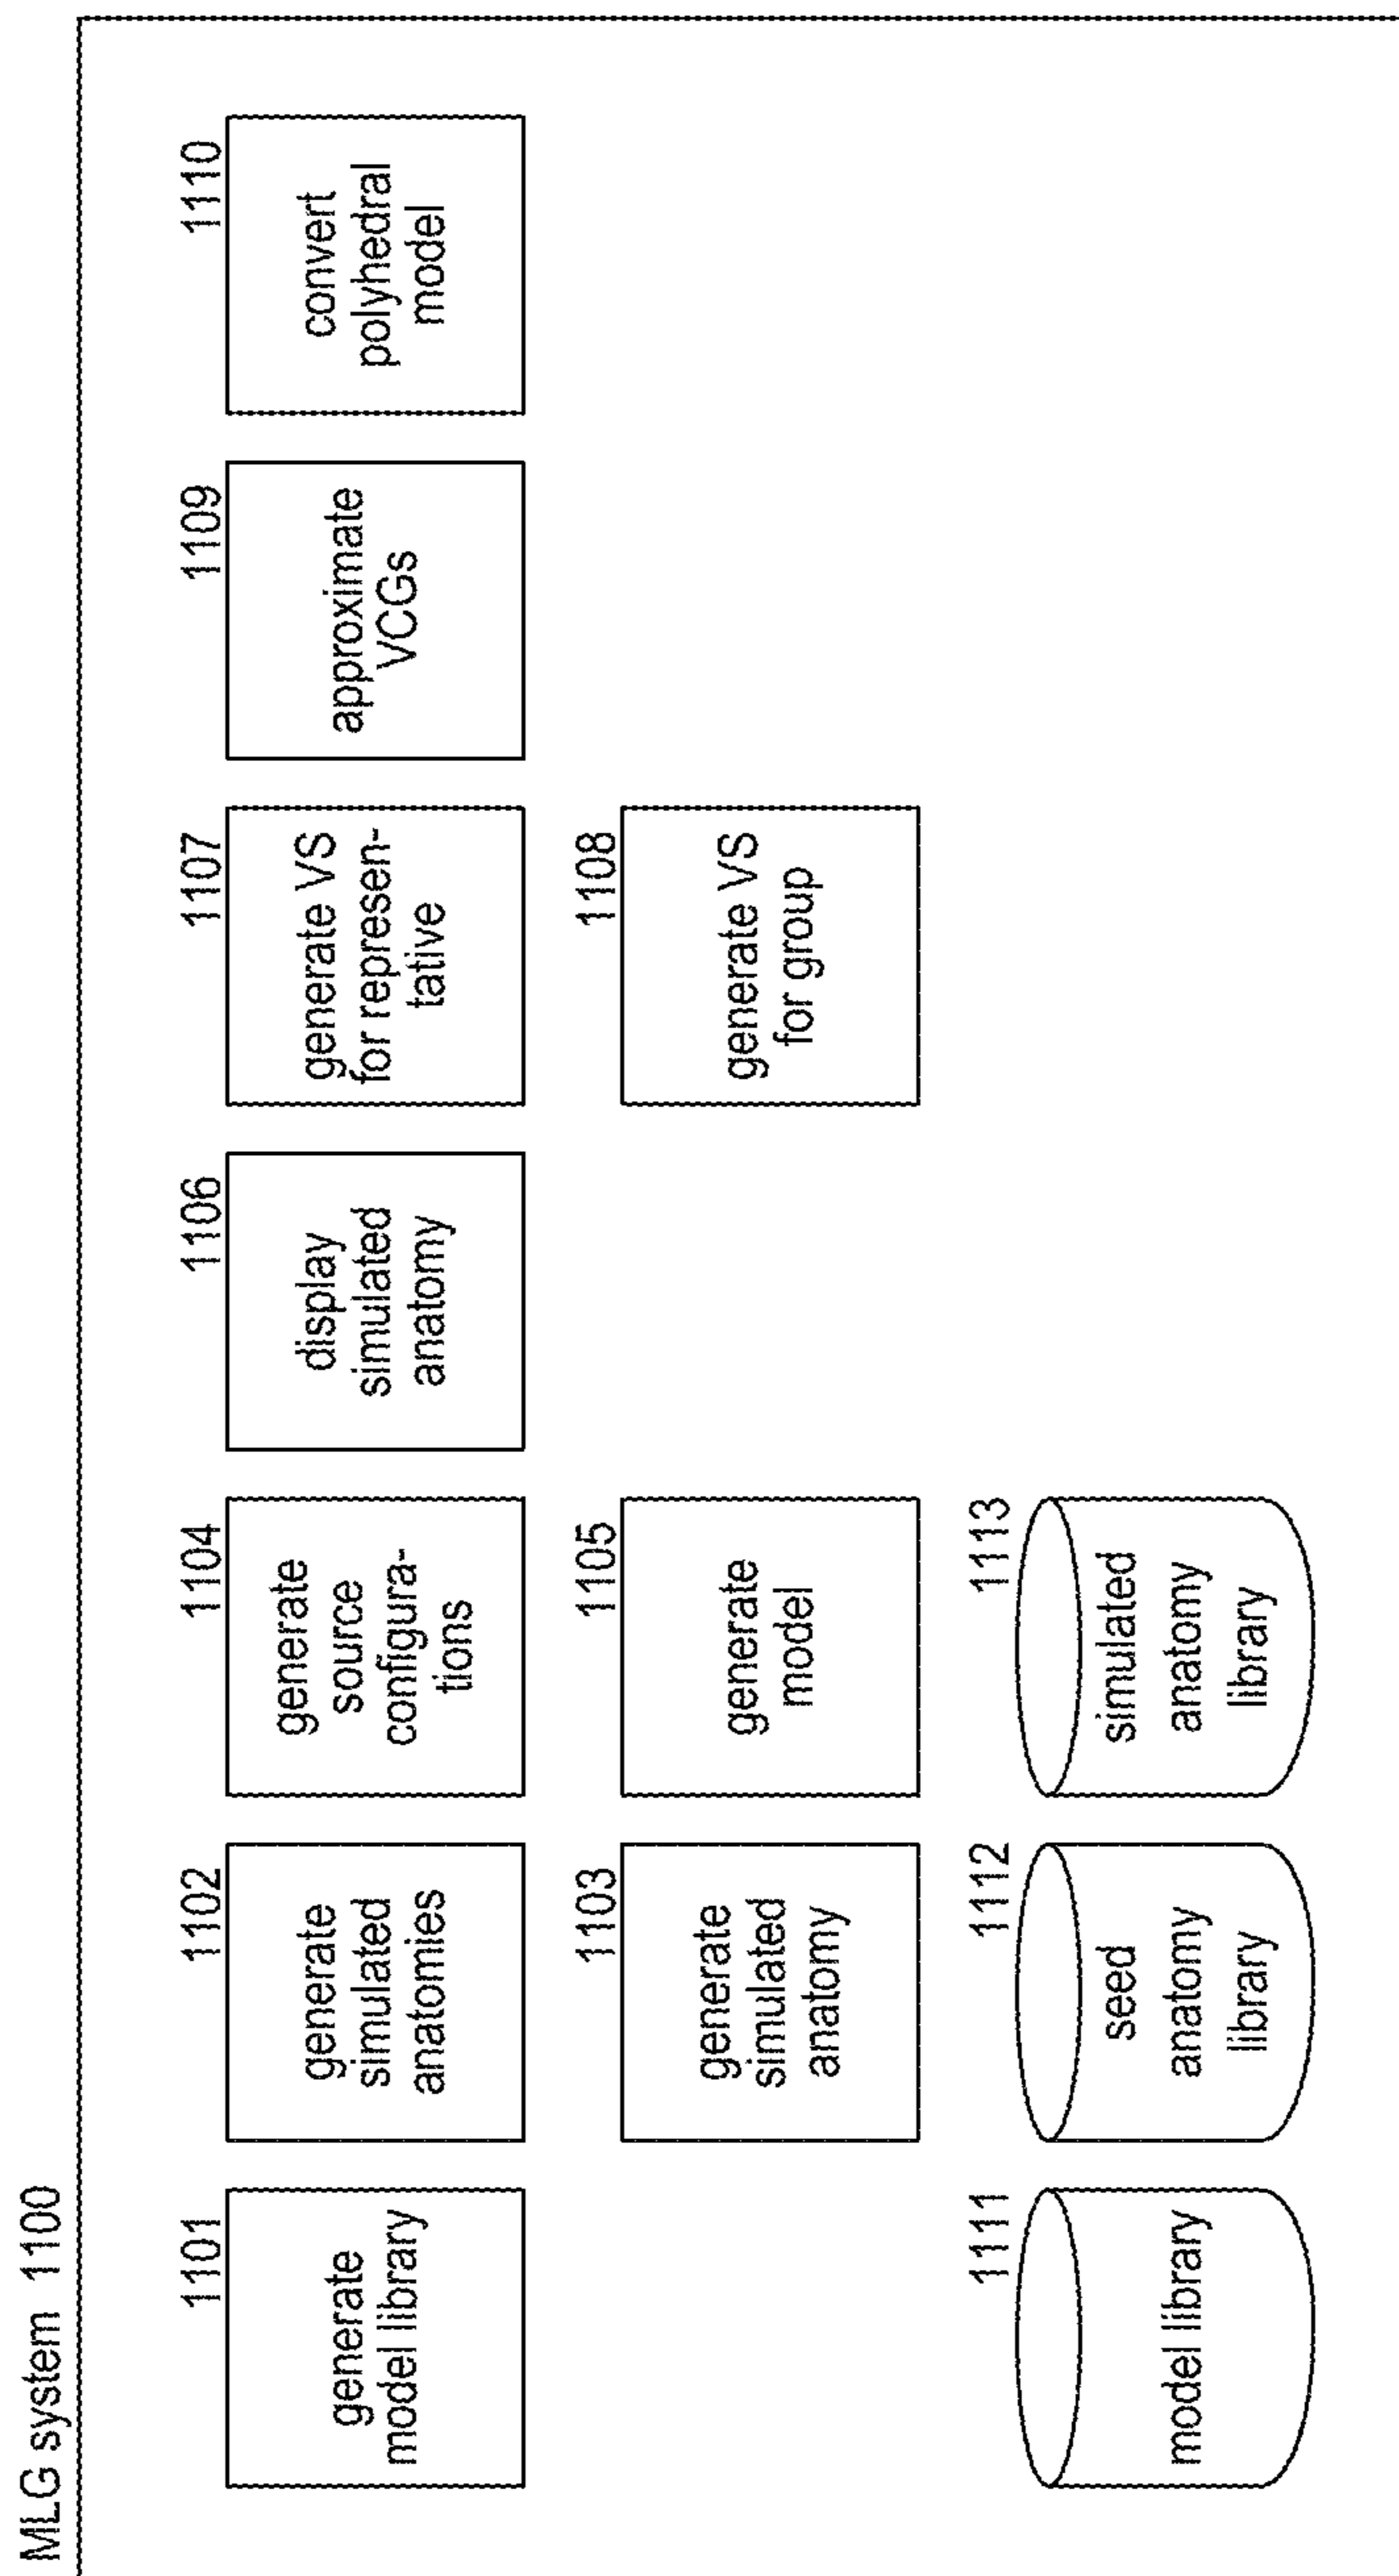 MLG system 1100
1101
generate
model library
1102
generate
simulated
anatomies
1104
generate
source
configura-
tions
1106
display
simulated
anatomy
1107
generate VS
for represen-
tative
1109
approximate
VCGs
1110
convert
polyhedral
model
1103
generate
simulated
anatomy
1105
generate
model
1108
generate VS
for group
1111
model library
1112
seed
anatomy
library
1113
simulated
anatomy
library